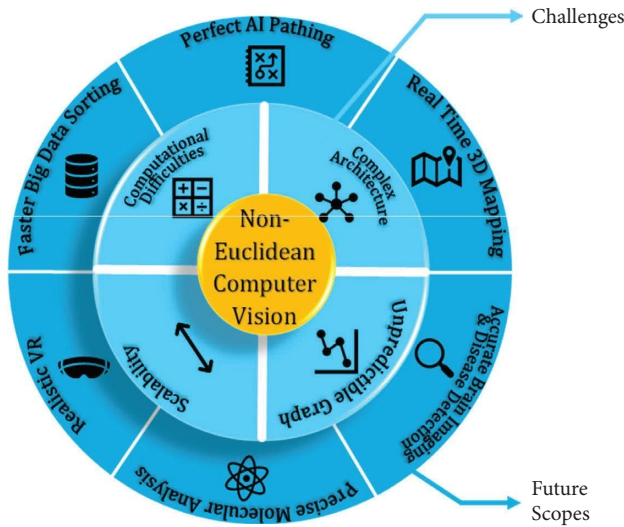 Challenges
Perfect AI Pathing
Real Time 3D Mapping
Faster Big Data Sorting
Computational
Difficulties
Complex
Architecture
Non-
Euclidean
Computer
Vision
Scalability
Unpredictible Graph
Realistic VR
Precise Molecular Analysis
Accurate Brain Imaging
& Disease Detection
Future
Scopes